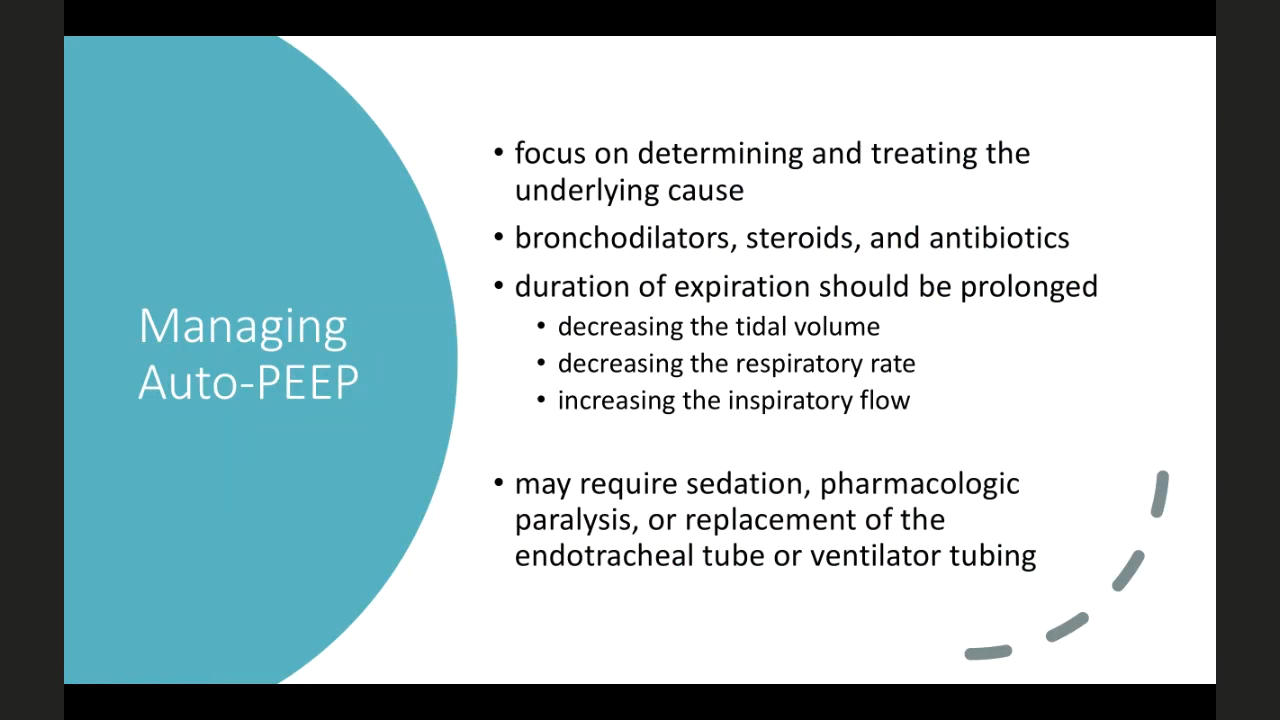 Managing
Auto-PEEP
• focus on determining and treating the
underlying cause
• bronchodilators, steroids, and antibiotics
• duration of expiration should be prolonged
• decreasing the tidal volume
• decreasing the respiratory rate
• increasing the inspiratory flow
• may require sedation, pharmacologic
paralysis, or replacement of the
endotracheal tube or ventilator tubing